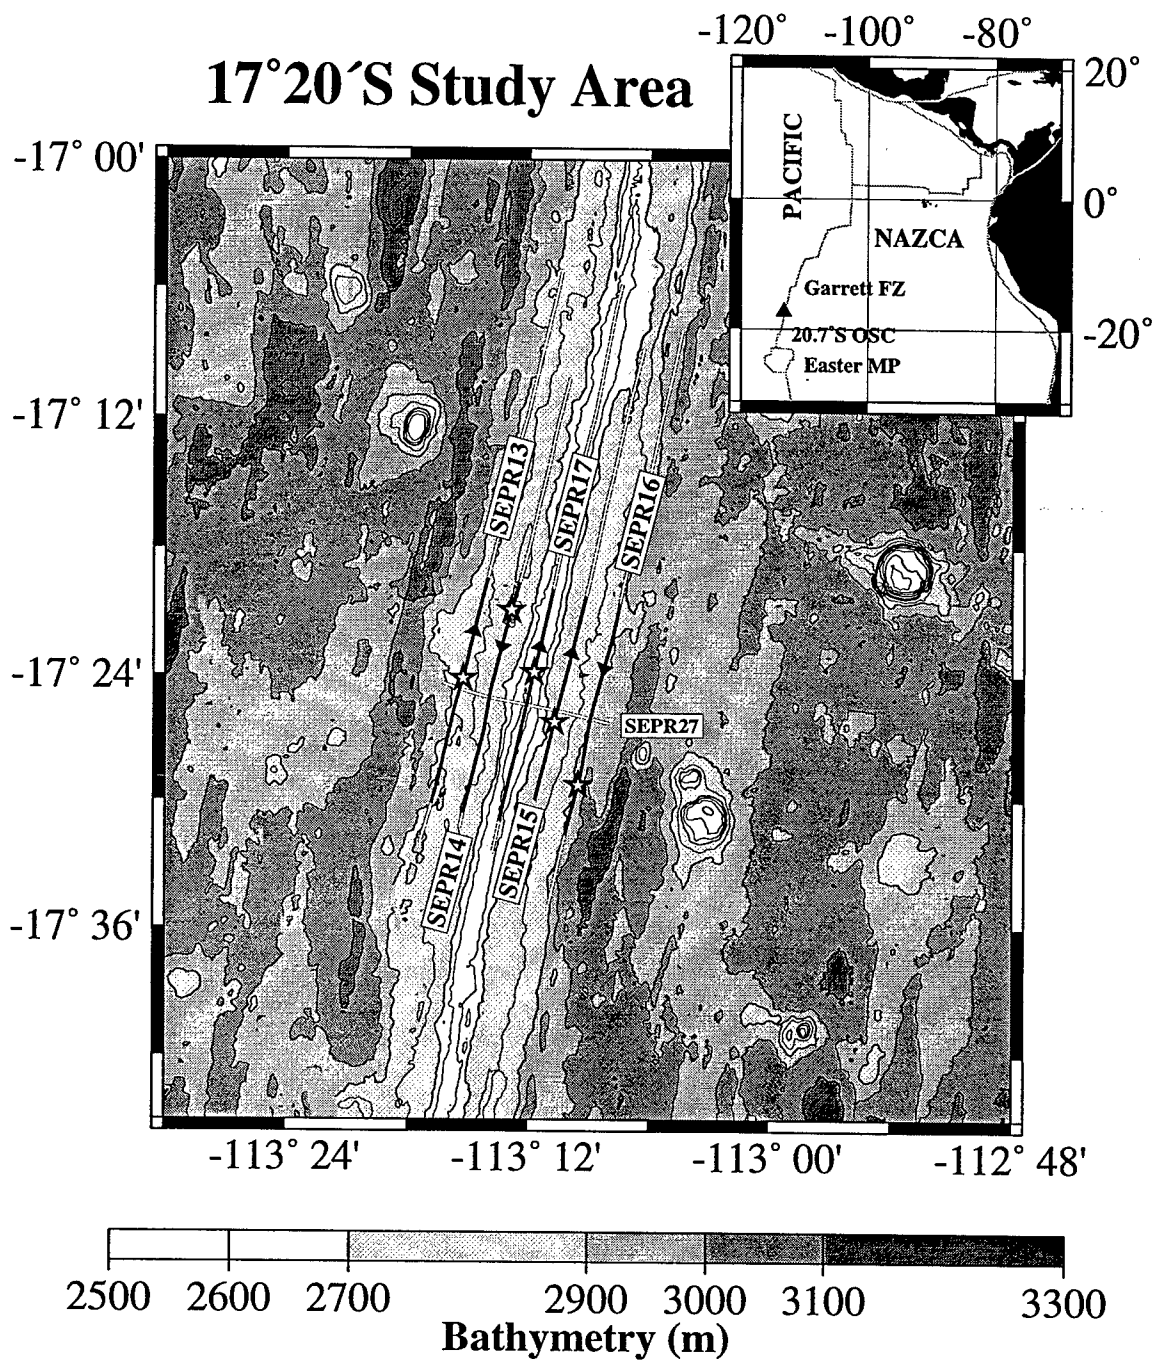 -120° -100° -80°
17°20´S Study Area
20°
-17° 00'
PACIFIC
0°
NAZCA
Garrett FZ
20.7°S OSC
-20°
Easter MP
-17° 12'
SEPR13
SEPR17
SEPR16
-17° 24'
SEPR27
SEPR14
SEPR15
-17° 36'
-113° 24' -113° 12' -113° 00' -112° 48'
2500 2600 2700 2900 3000 3100 3300
Bathymetry (m)